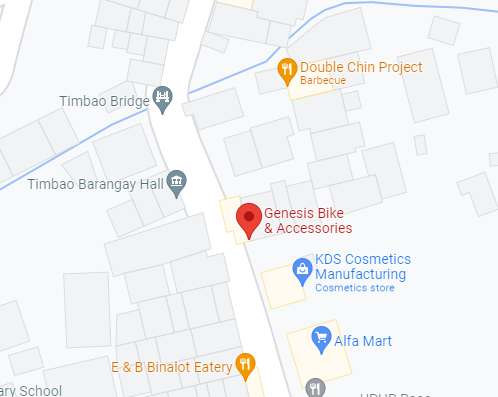 Double Chin Project
Barbecue
Timbao Bridge
Timbao Barangay Hall
Genesis Bike
& Accessories
KDS Cosmetics
Manufacturing
Cosmetics store
Alfa Mart
E & B Binalot Eatery
ary School